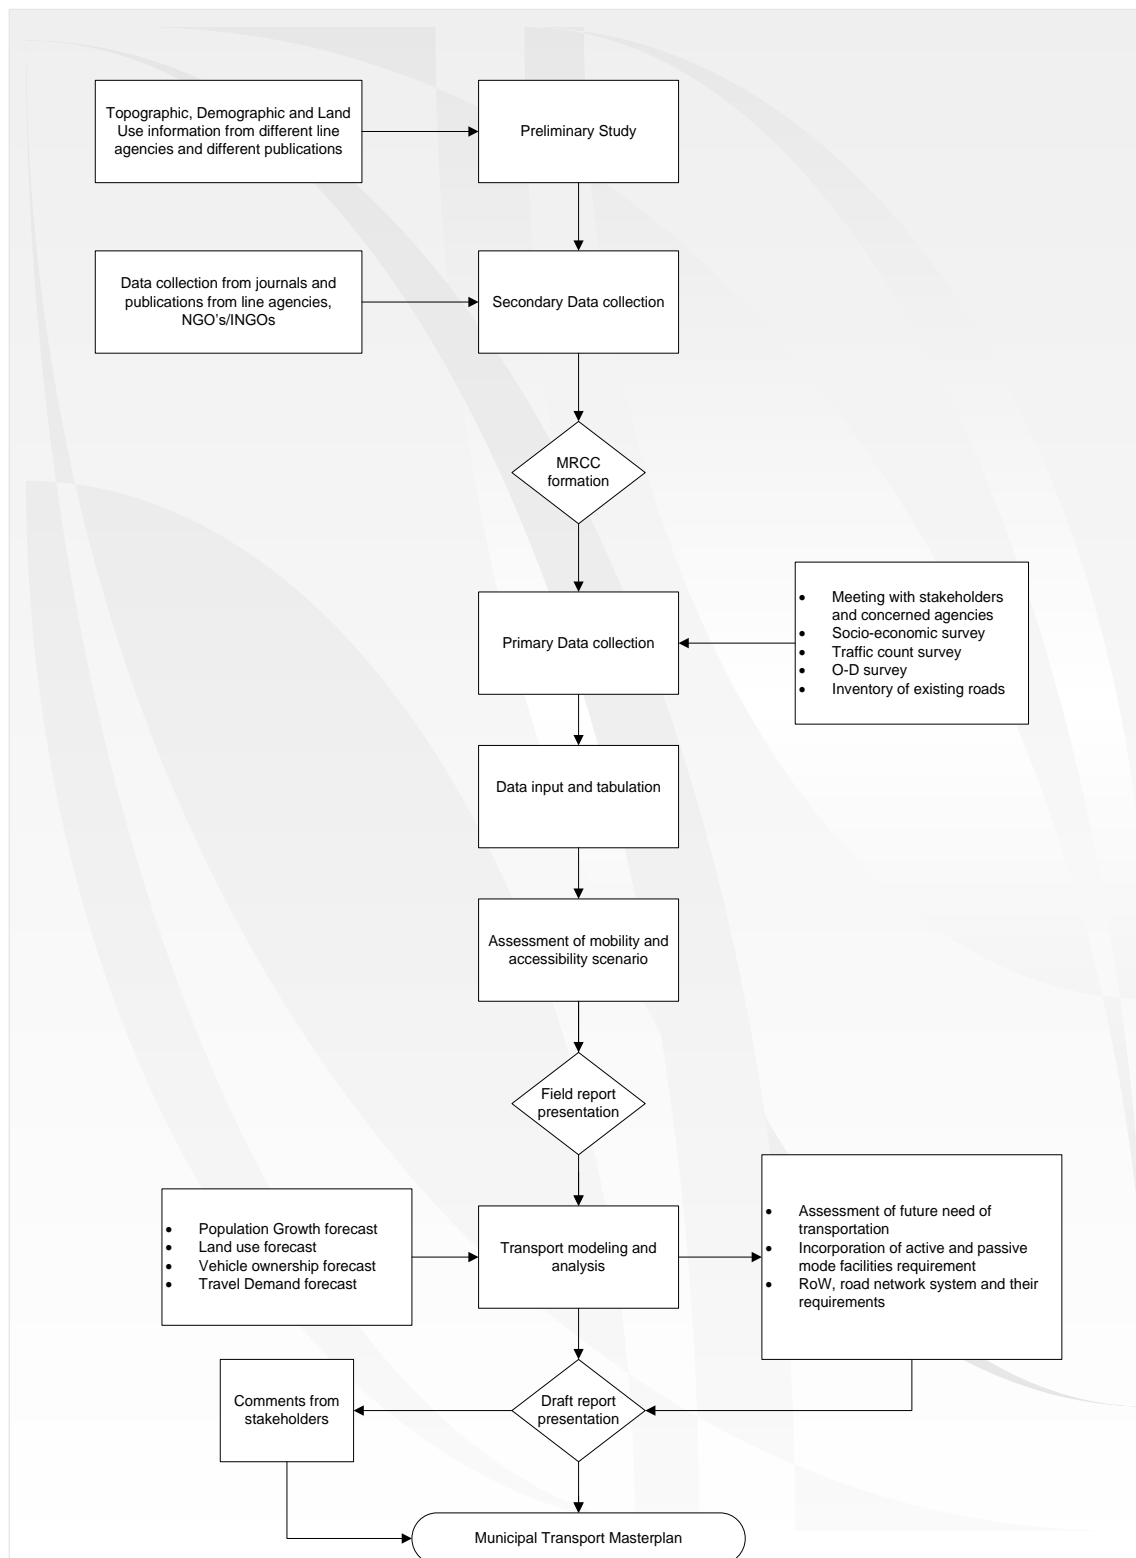 Topographic, Demographic and Land
Use information from different line
agencies and different publications
Preliminary Study
Data collection from journals and
publications from line agencies,
NGO's/INGOs
Secondary Data collection
MRCC
formation
• Meeting with stakeholders
and concerned agencies
• Socio-economic survey
• Traffic count survey
• O-D survey
• Inventory of existing roads
Primary Data collection
Data input and tabulation
Assessment of mobility and
accessibility scenario
Field report
presentation
• Population Growth forecast
• Land use forecast
• Vehicle ownership forecast
• Travel Demand forecast
Transport modeling and
analysis
• Assessment of future need of
transportation
• Incorporation of active and passive
mode facilities requirement
• RoW, road network system and their
requirements
Comments from
stakeholders
Draft report
presentation
Municipal Transport Masterplan